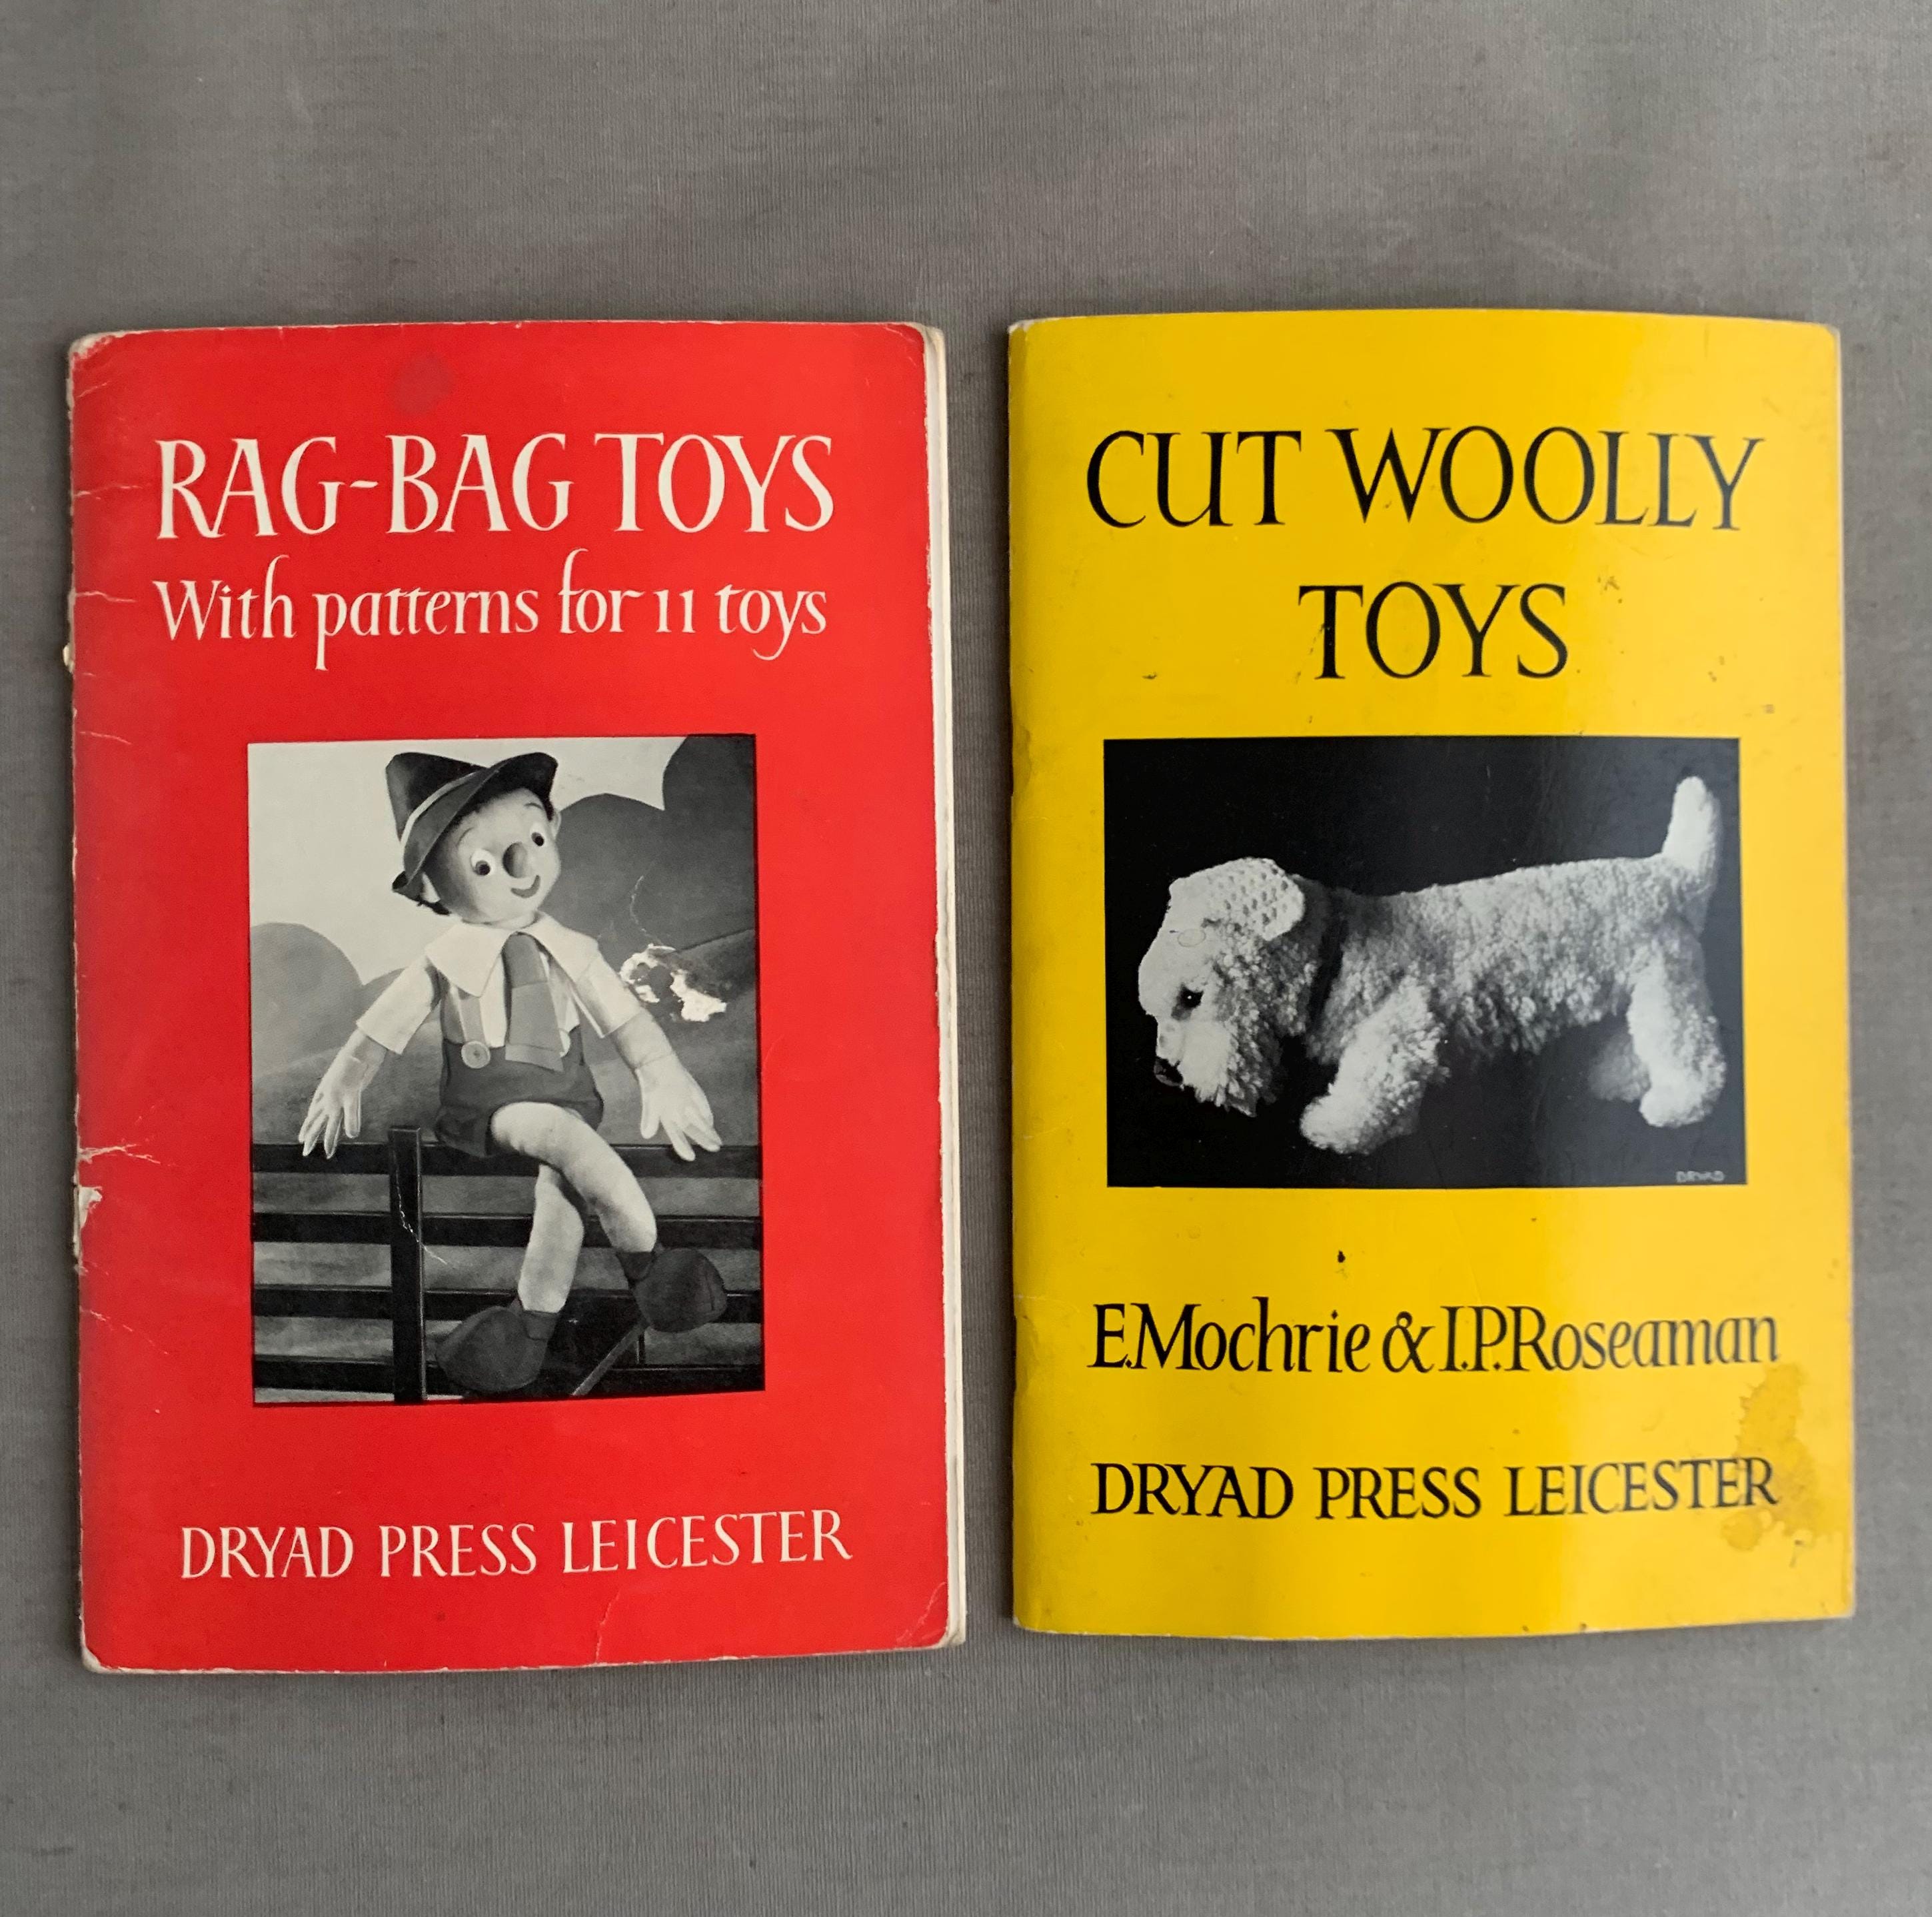 RAG-BAG TOYS
With patterns for 11 toys
DRYAD PRESS LEICESTER
CUT WOOLLY
TOYS
DRYAD
E.Mochrie & I.P.Roseaman
DRYAD PRESS LEICESTER